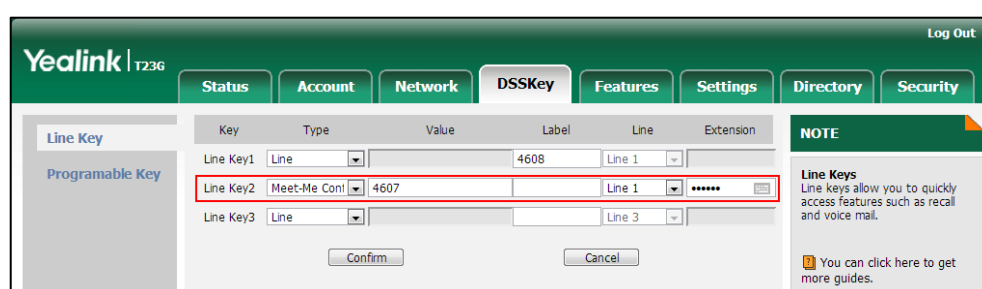 Log Out
Yealink T23G
Status Account Network DSSKey Features Settings Directory Security
Line Key
Programable Key
Key Type Value Label Line Extension
Line Key1 Line 4608 Line 1
Line Key2 Meet-Me Conf 4607 Line 1 ••••••
Line Key3 Line Line 3
Confirm Cancel
NOTE
Line Keys
Line keys allow you to quickly
access features such as recall
and voice mail.
You can click here to get
more guides.